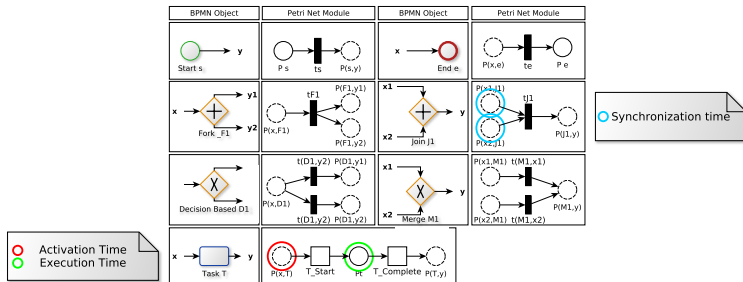 BPMN Object Petri Net Module BPMN Object Petri Net Module
y
Start s
P s ts P(s,y)
x
End e
P(x,e) te P e
x y1
y2
Fork _F1
tF1 P(F1,y1)
P(x,F1)
P(F1,y2)
x1
y
x2
Join J1
P(x1,J1) tJ1
P(x2,J1) P(J1,y)
Synchronization time
Decision Based D1
t(D1,y2) P(D1,y1)
P(x,D1)
t(D1,y2) P(D1,y2)
x1
y
x2
Merge M1
P(x1,M1) t(M1,x1)
P(M1,y)
P(x2,M1) t(M1,x2)
Activation Time
Execution Time
x y
Task T
P(x,T) T_Start Pt T_Complete P(T,y)